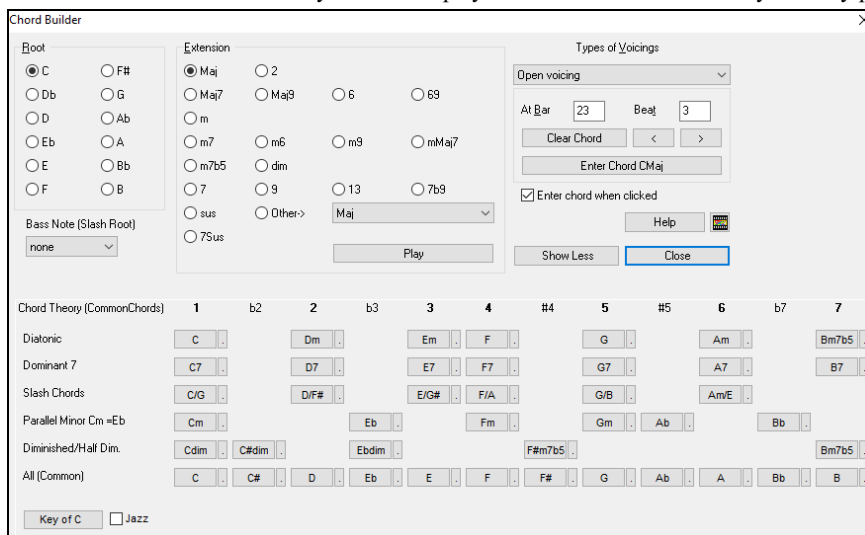 Chord Builder
Root
C F#
Db G
D Ab
Eb A
E Bb
F B
Bass Note (Slash Root)
none
Extension
Maj 2
Maj7 Maj9 6 69
m
m7 m6 m9 mMaj7
m7b5 dim
7 9 13 7b9
sus Other-> Maj
7Sus
Play
Types of Voicings
Open voicing
At Bar 23 Beat 3
Clear Chord < >
Enter Chord CMaj
Enter chord when clicked
Help
Show Less Close
Chord Theory (CommonChords) 1 b2 2 b3 3 4 #4 5 #5 6 b7 7
Diatonic C . Dm . Em . F . G . Am . Bm7b5 .
Dominant 7 C7 . D7 . E7 . F7 . G7 . A7 . B7 .
Slash Chords C/G . D/F# . E/G# . F/A . G/B . Am/E .
Parallel Minor Cm =Eb Cm . Eb . Fm . Gm . Ab . Bb .
Diminished/Half Dim. Cdim . C#dim . Ebdim . F#m7b5 . Bm7b5 .
All (Common) C . C# . D . Eb . E . F . F# . G . Ab . A . Bb . B .
Key of C Jazz